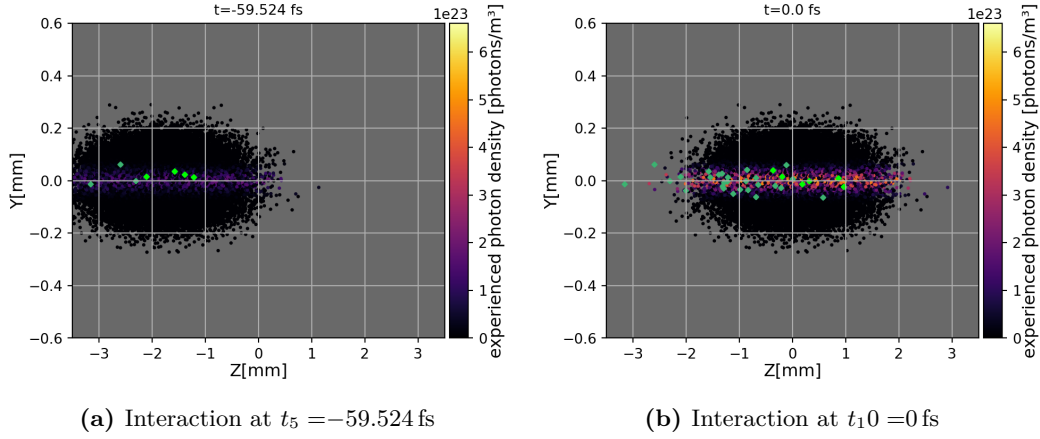 t=-59.524 fs
1e23
0.6
0.4
0.2
0.0
−0.2
−0.4
−0.6
Y[mm]
−3 −2 −1 0 1 2 3
Z[mm]
6
5
4
3
2
1
0
experienced photon density [photons/m³]
t=0.0 fs
1e23
0.6
0.4
0.2
0.0
−0.2
−0.4
−0.6
Y[mm]
−3 −2 −1 0 1 2 3
Z[mm]
6
5
4
3
2
1
0
experienced photon density [photons/m³]
(a) Interaction at t₅ =−59.524 fs
(b) Interaction at t₁0 =0 fs